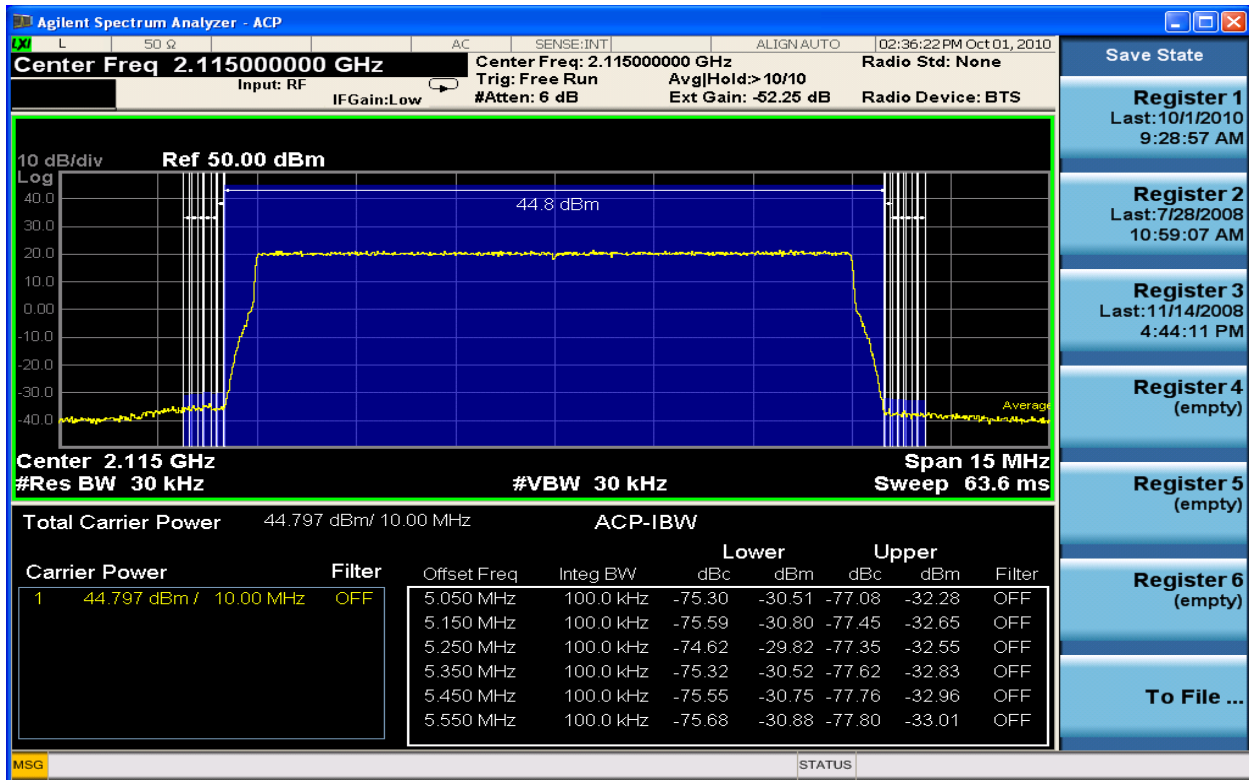 Agilent Spectrum Analyzer - ACP
LXI L 50 Ω AC SENSE:INT ALIGN AUTO 02:36:22 PM Oct 01, 2010
Center Freq 2.115000000 GHz
Input: RF
IFGain:Low
Center Freq: 2.115000000 GHz
Trig: Free Run
Avg|Hold:> 10/10
#Atten: 6 dB
Ext Gain: -52.25 dB
Radio Std: None
Radio Device: BTS
10 dB/div Ref 50.00 dBm
Log
40.0
30.0
20.0
10.0
0.00
-10.0
-20.0
-30.0
-40.0
44.8 dBm
Average
Center 2.115 GHz Span 15 MHz
#Res BW 30 kHz #VBW 30 kHz Sweep 63.6 ms
Total Carrier Power 44.797 dBm/ 10.00 MHz ACP-IBW
Carrier Power Filter
1 44.797 dBm / 10.00 MHz OFF
Lower Upper
Offset Freq Integ BW dBc dBm dBc dBm Filter
5.050 MHz 100.0 kHz -75.30 -30.51 -77.08 -32.28 OFF
5.150 MHz 100.0 kHz -75.59 -30.80 -77.45 -32.65 OFF
5.250 MHz 100.0 kHz -74.62 -29.82 -77.35 -32.55 OFF
5.350 MHz 100.0 kHz -75.32 -30.52 -77.62 -32.83 OFF
5.450 MHz 100.0 kHz -75.55 -30.75 -77.76 -32.96 OFF
5.550 MHz 100.0 kHz -75.68 -30.88 -77.80 -33.01 OFF
MSG STATUS
Save State
Register 1
Last:10/1/2010
9:28:57 AM
Register 2
Last:7/28/2008
10:59:07 AM
Register 3
Last:11/14/2008
4:44:11 PM
Register 4
(empty)
Register 5
(empty)
Register 6
(empty)
To File ...